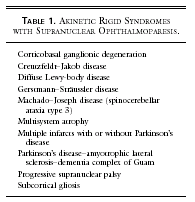 TABLE 1. AKINETIC RIGID SYNDROMES
WITH SUPRANUCLEAR OPHTHALMOPARESIS.
Corticobasal ganglionic degeneration
Creutzfeldt–Jakob disease
Diffuse Lewy-body disease
Gerstmann–Sträussler disease
Machado–Joseph disease (spinocerebellar
ataxia type 3)
Multisystem atrophy
Multiple infarcts with or without Parkinson's
disease
Parkinson's disease–amyotrophic lateral
sclerosis–dementia complex of Guam
Progressive supranuclear palsy
Subcortical gliosis